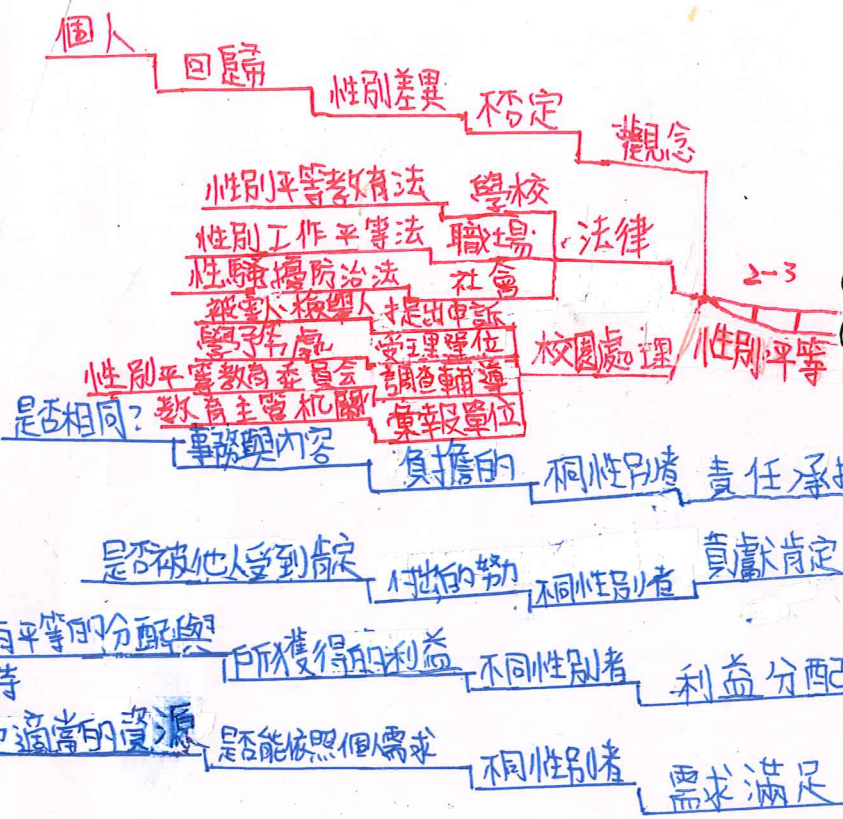 個人
回歸
性別差異
不否定
觀念
性別平等教育法 學校
性別工作平等法 職場 法律
性騷擾防治法 社會
2-3
被害人檢舉人 提出申訴
學務處 受理單位 校園處理 性別平等
性別平等教育委員會 調查輔導
教育主管机關 彙報單位
是否相同? 事務與內容 負擔的 不同性別者 責任承
是否被他人受到肯定 付出的努力 不同性別者 貢獻肯定
平等的分配與 所獲得的利益 不同性別者 利益分配
適當的資源 是否能依照個人需求 不同性別者 需求滿足